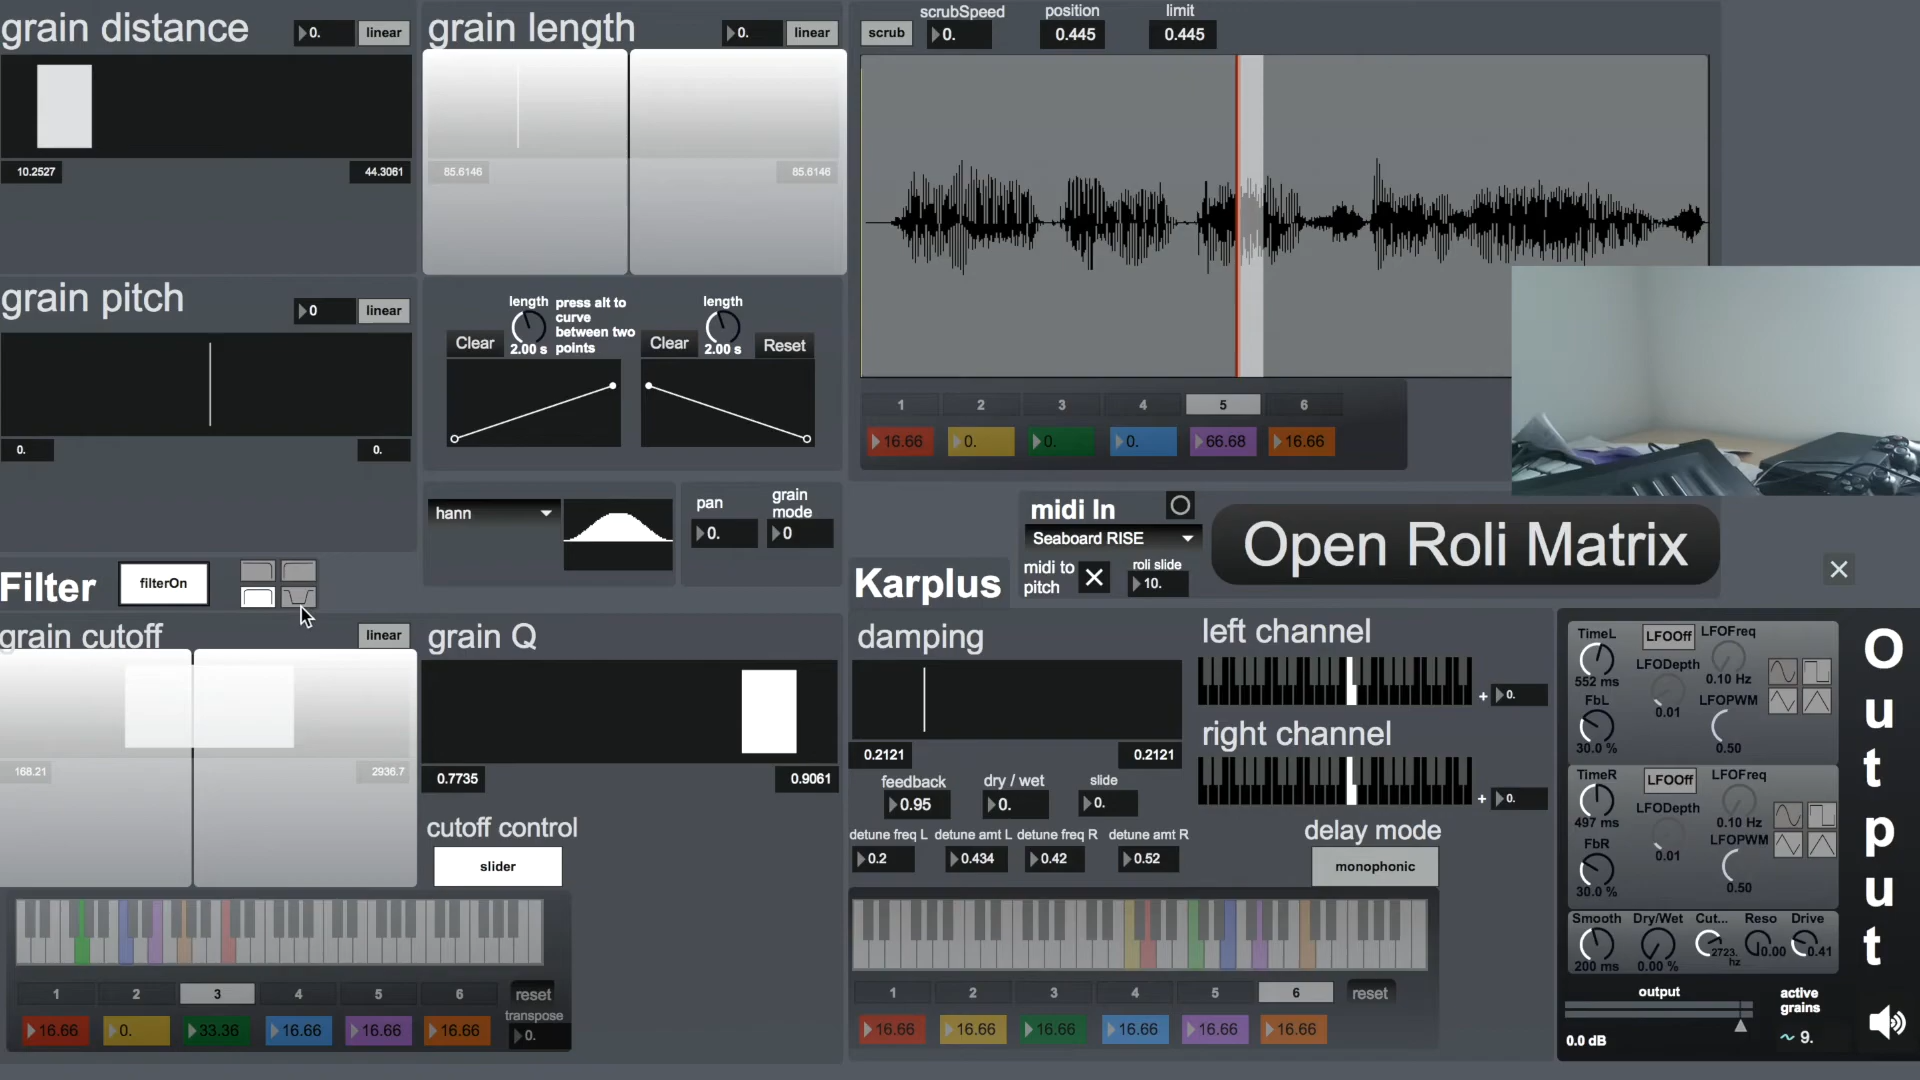 grain distance
0.
linear
10.2527
44.3061
grain length
0.
linear
85.6146
85.6146
scrub
scrubSpeed
0.
position
0.445
limit
0.445
grain pitch
0
linear
0.
0.
Clear
length
2.00 s
press alt to
curve
between two
points
Clear
length
2.00 s
Reset
1
2
3
4
5
6
16.66
0.
0.
0.
66.68
16.66
hann
pan
0.
grain
mode
0
midi In
Seaboard RISE
midi to
pitch
roli slide
10.
Open Roli Matrix
Filter
filterOn
grain cutoff
linear
168.21
2936.7
grain Q
0.7735
0.9061
cutoff control
slider
1
2
3
4
5
6
reset
16.66
0.
33.36
16.66
16.66
16.66
transpose
0.
Karplus
damping
0.2121
0.2121
feedback
0.95
dry / wet
0.
slide
0.
detune freq L
0.2
detune amt L
0.434
detune freq R
0.42
detune amt R
0.52
left channel
+
0.
right channel
+
0.
delay mode
monophonic
1
2
3
4
5
6
reset
16.66
16.66
16.66
16.66
16.66
16.66
TimeL
552 ms
LFOOff
LFOFreq
0.10 Hz
LFODepth
0.01
FbL
30.0 %
LFOPWM
0.50
TimeR
497 ms
LFOOff
LFOFreq
0.10 Hz
LFODepth
0.01
FbR
30.0 %
LFOPWM
0.50
Smooth
200 ms
Dry/Wet
0.00 %
Cut...
2723.
hz
Reso
0.00
Drive
0.41
output
0.0 dB
active
grains
9.
Output